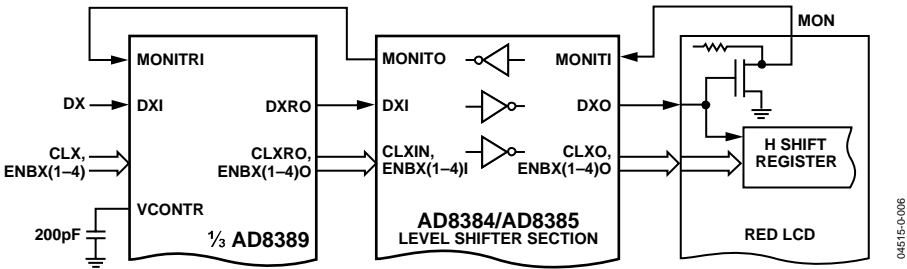 MON
MONITRI
MONITO
MONITI
DX
DXI
DXRO
DXI
DXO
CLX,
ENBX(1–4)
CLXRO,
ENBX(1–4)O
CLXIN,
ENBX(1–4)I
CLXO,
ENBX(1–4)O
H SHIFT
REGISTER
VCONTR
200pF
1/3 AD8389
AD8384/AD8385
LEVEL SHIFTER SECTION
RED LCD
04515-0-006